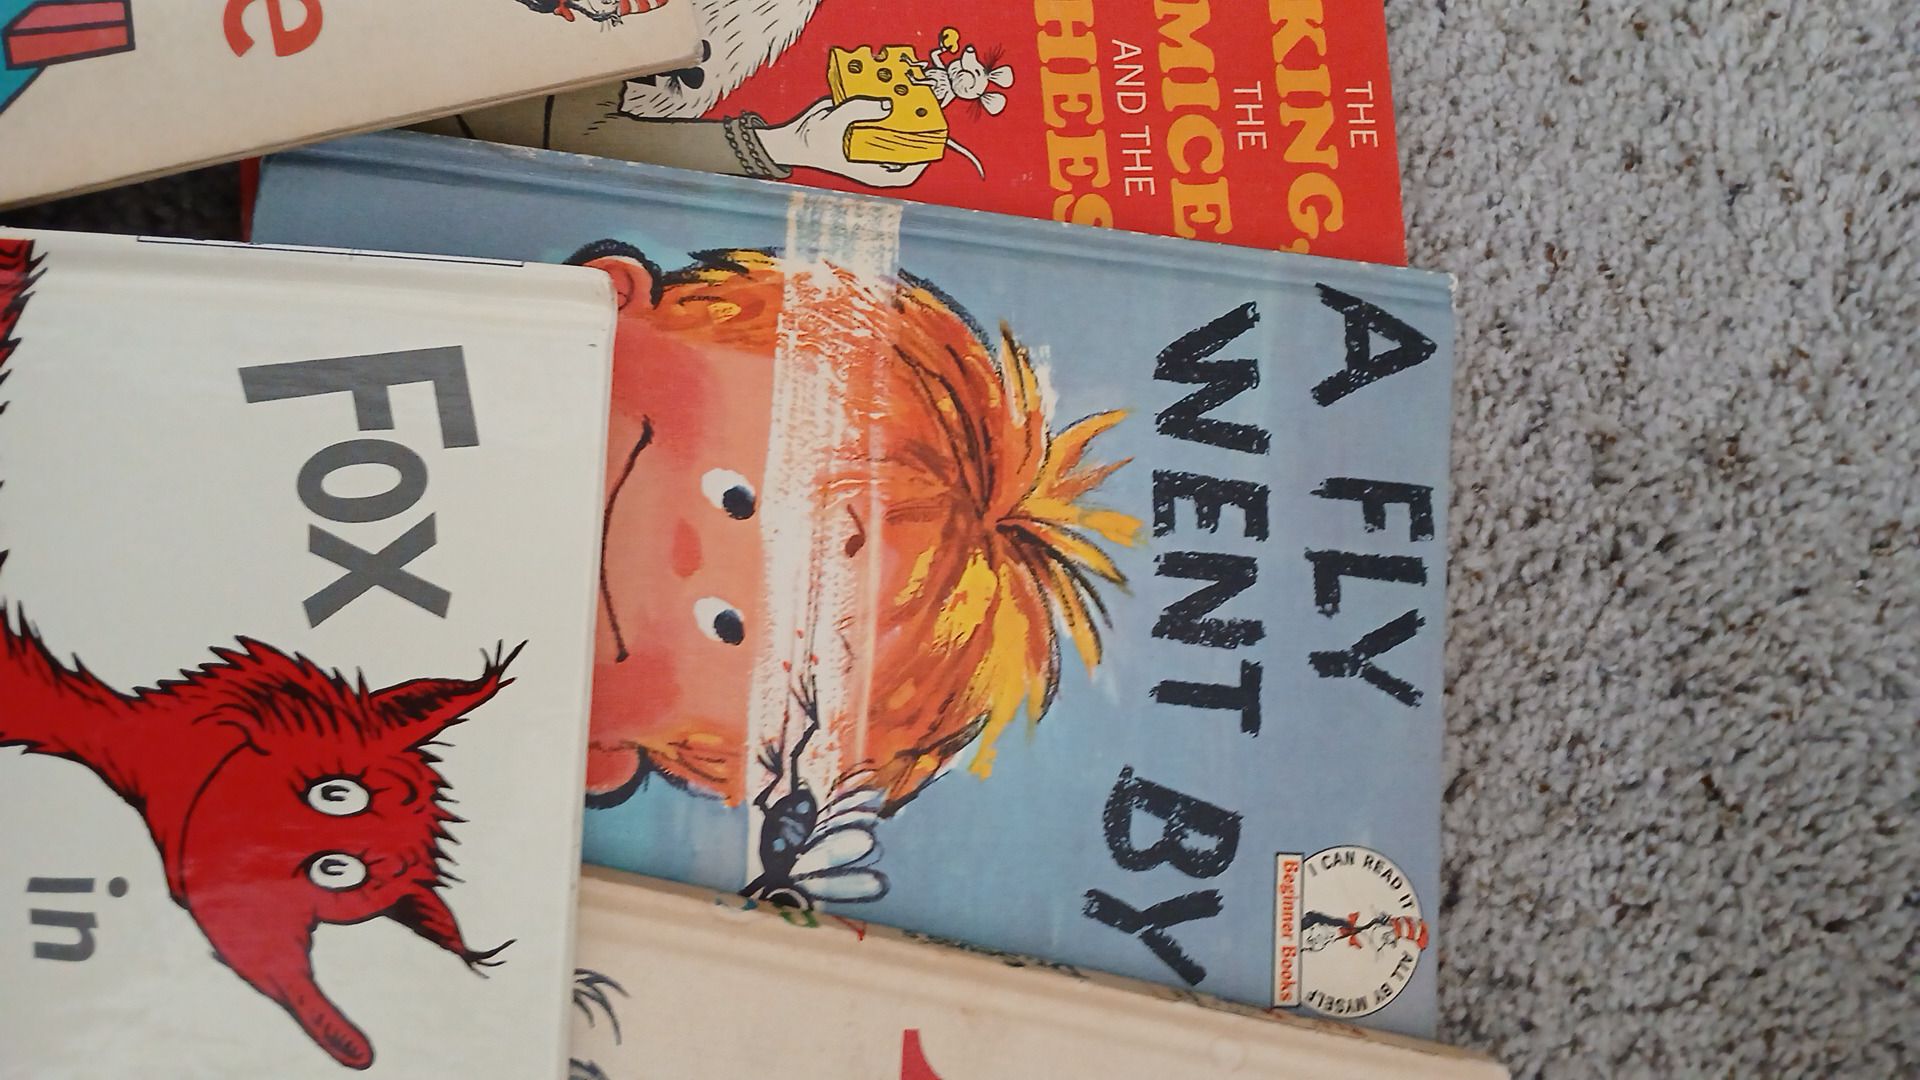 THE
KING,
THE
MICE
AND THE
CHEES
A FLY
WENT BY
I CAN READ IT ALL BY MYSELF
Beginner Books
Fox
in
e